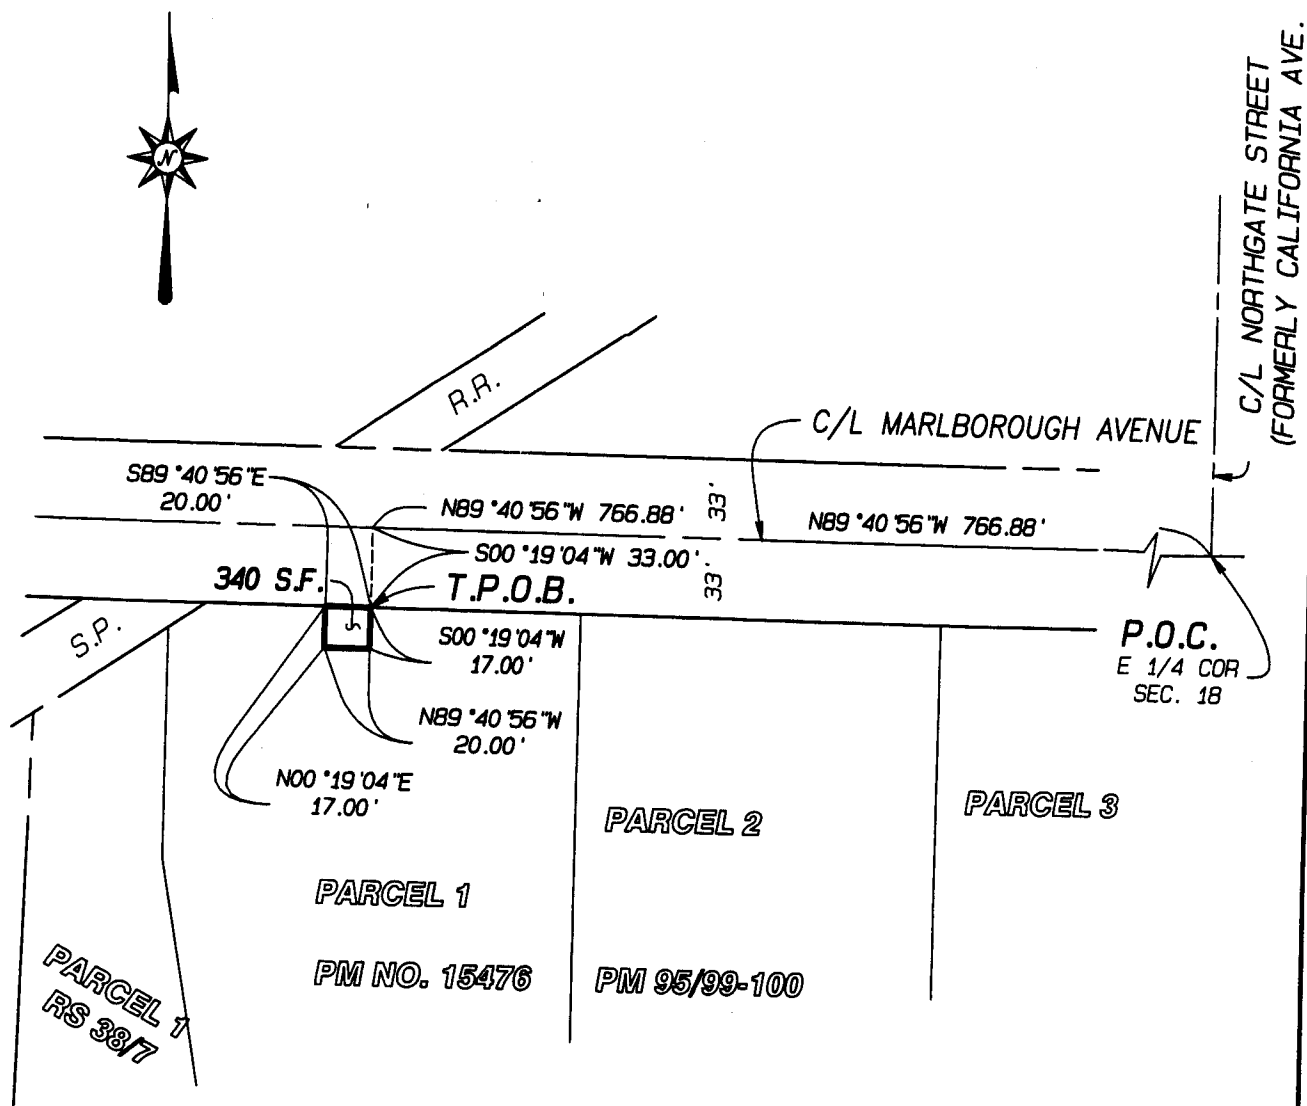 N
C/L NORTHGATE STREET
(FORMERLY CALIFORNIA AVE.
R.R.
C/L MARLBOROUGH AVENUE
S89°40'56"E
20.00'
N89°40'56"W 766.88'
33'
N89°40'56"W 766.88'
S00°19'04"W 33.00'
33'
340 S.F.
T.P.O.B.
S.P.
S00°19'04"W
17.00'
P.O.C.
E 1/4 COR
SEC. 18
N89°40'56"W
20.00'
N00°19'04"E
17.00'
PARCEL 2
PARCEL 3
PARCEL 1
PM NO. 15476
PM 95/99-100
PARCEL 1
RS 38/7